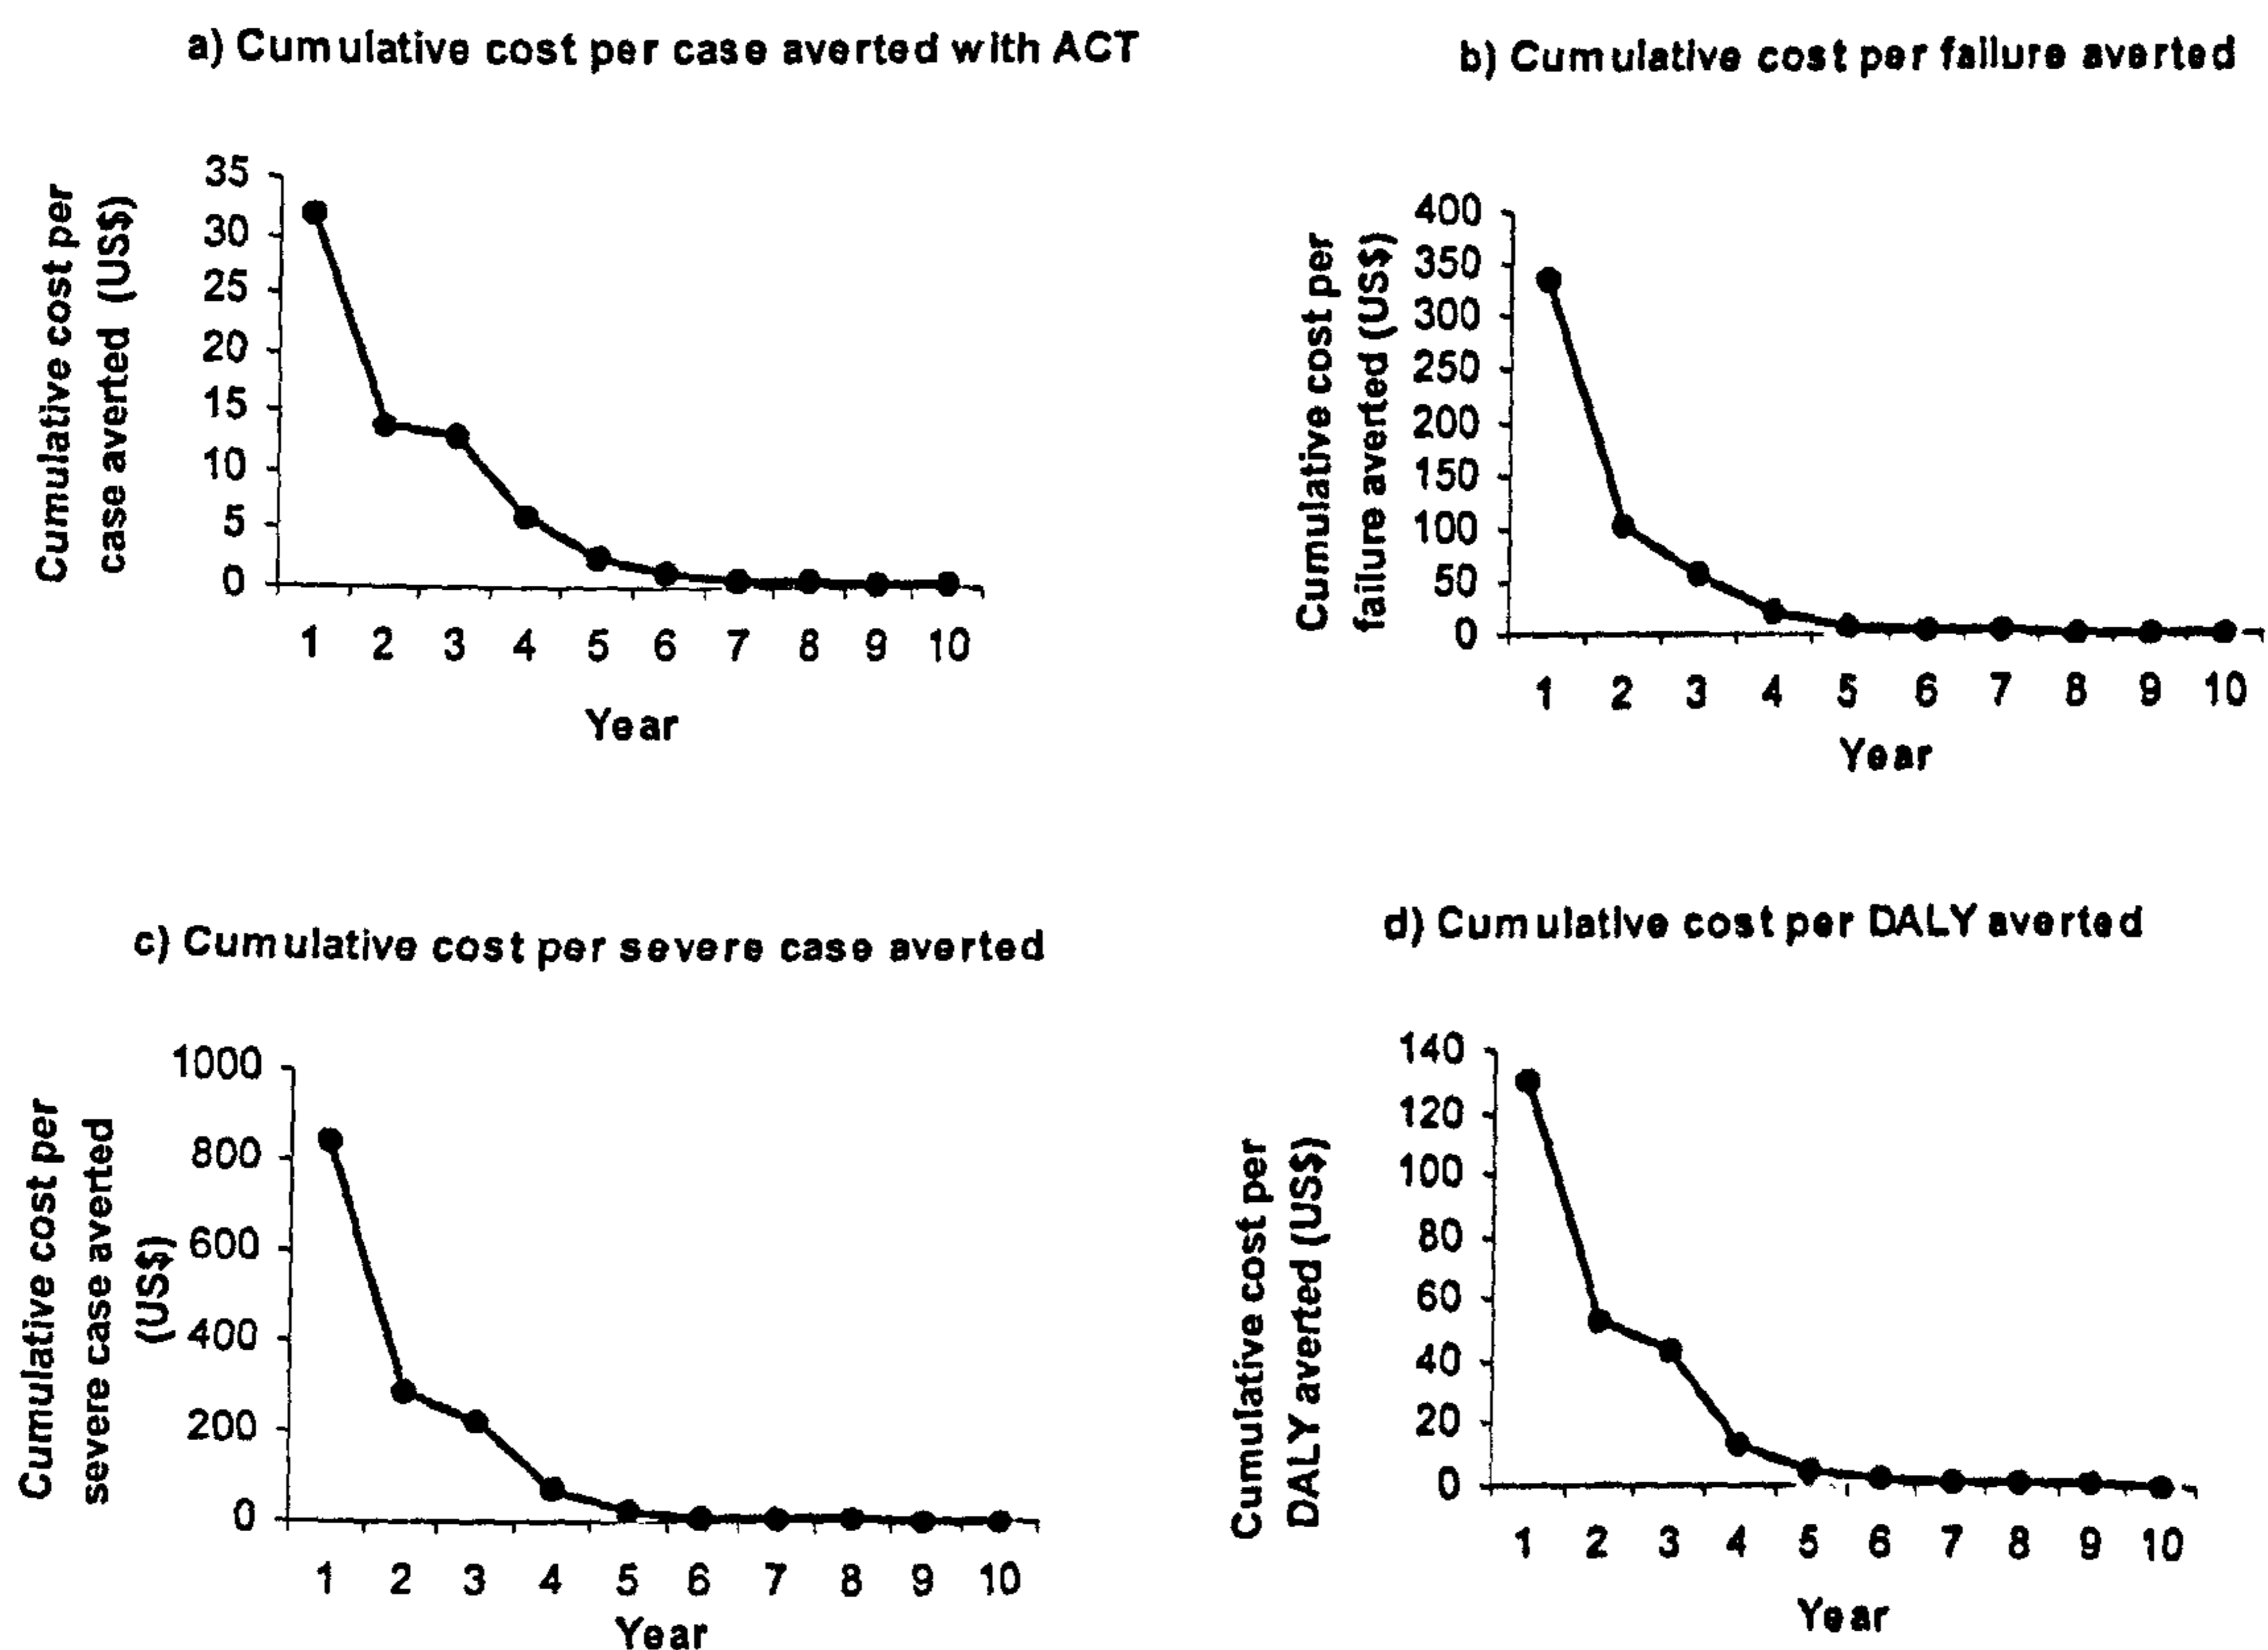 a) Cumulative cost per case averted with ACT
Cumulative cost per
case averted (US$)
35
30
25
20
15
10
5
0
1 2 3 4 5 6 7 8 9 10
Year
b) Cumulative cost per failure averted
Cumulative cost per
failure averted (US$)
400
350
300
250
200
150
100
50
0
1 2 3 4 5 6 7 8 9 10
Year
c) Cumulative cost per severe case averted
Cumulative cost per
severe case averted
(US$)
1000
800
600
400
200
0
1 2 3 4 5 6 7 8 9 10
Year
d) Cumulative cost per DALY averted
Cumulative cost per
DALY averted (US$)
140
120
100
80
60
40
20
0
1 2 3 4 5 6 7 8 9 10
Year